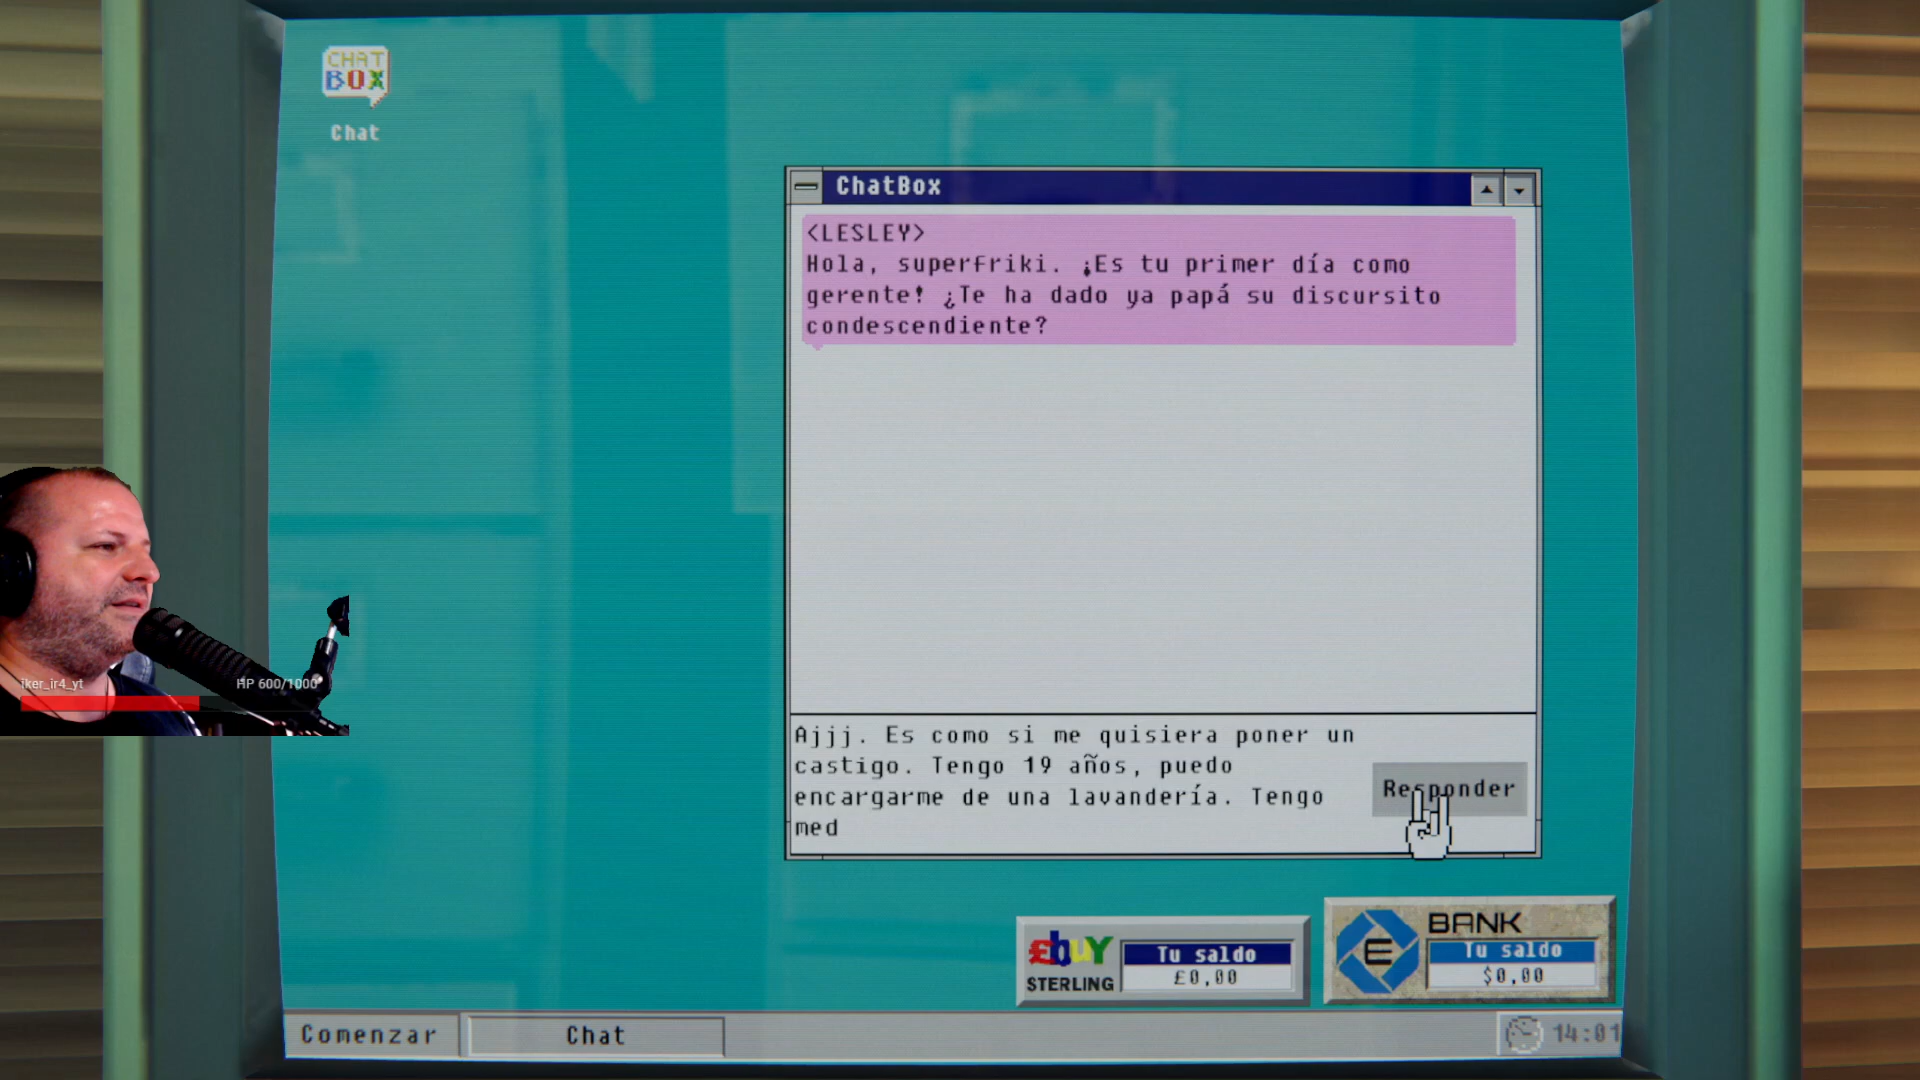 CHAT
BOX
Chat
ChatBox
<LESLEY>
Hola, superfriki. ¡Es tu primer día como
gerente! ¿Te ha dado ya papá su discursito
condescendiente?
Ajjj. Es como si me quisiera poner un
castigo. Tengo 19 años, puedo
encargarme de una lavandería. Tengo
med
Responder
iker_ir4_yt
HP 600/1000
£buy
STERLING
Tu saldo
£0,00
E
BANK
Tu saldo
$0,00
Comenzar
Chat
14:01